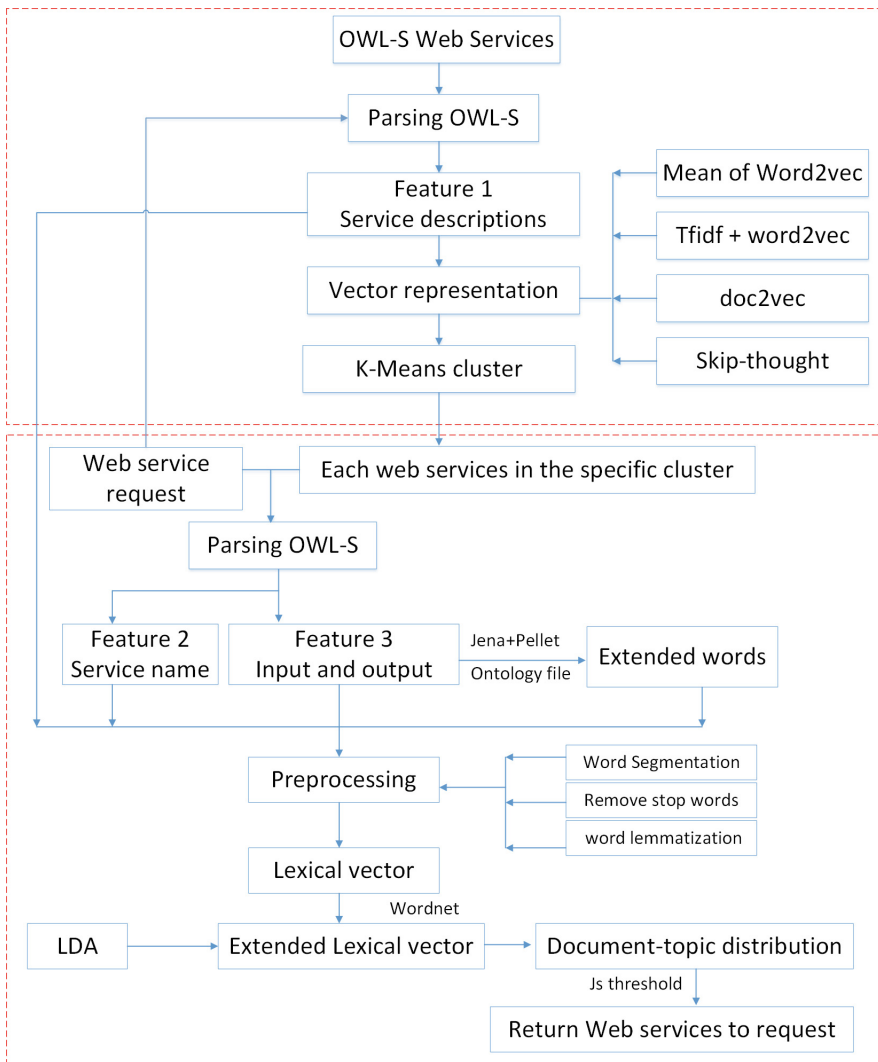 OWL-S Web Services
Parsing OWL-S
Feature 1
Service descriptions
Vector representation
K-Means cluster
Mean of Word2vec
Tfidf + word2vec
doc2vec
Skip-thought
Web service
request
Each web services in the specific cluster
Parsing OWL-S
Feature 2
Service name
Feature 3
Input and output
Jena+Pellet
Ontology file
Extended words
Preprocessing
Word Segmentation
Remove stop words
word lemmatization
Lexical vector
Wordnet
LDA
Extended Lexical vector
Document-topic distribution
Js threshold
Return Web services to request